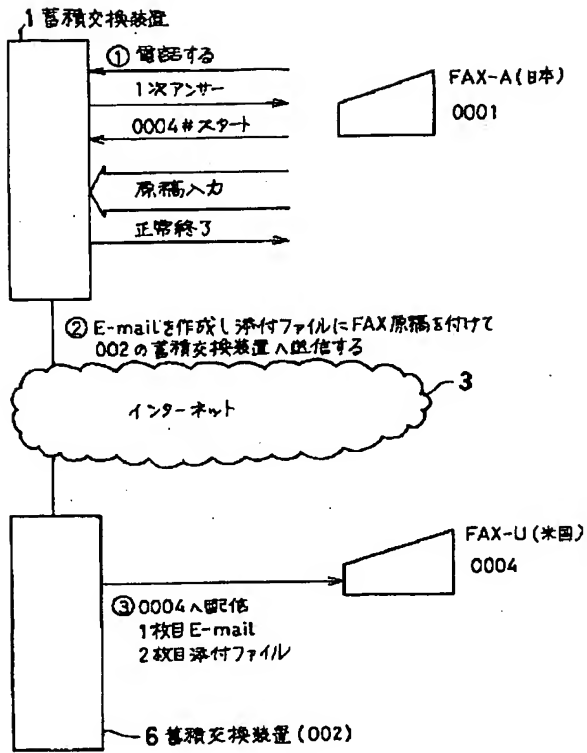 1 蓄積交換装置
① 電話する
FAX-A(日本)
1次アンサー
0001
0004#スタート
原稿入力
正常終了
② E-mailを作成し添付ファイルにFAX原稿を付けて
002の蓄積交換装置へ送信する
3
インターネット
FAX-U(米国)
0004
③ 0004へ配信
1枚目 E-mail
2枚目 添付ファイル
6 蓄積交換装置(002)